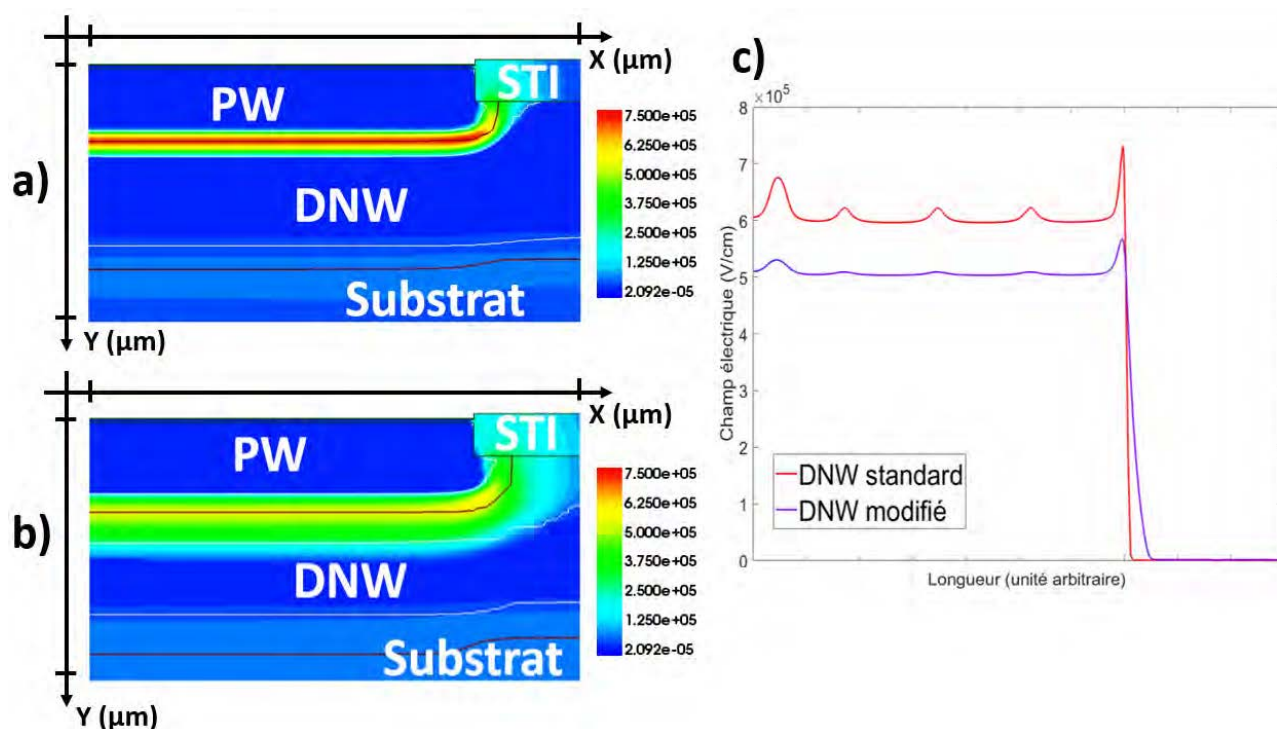 a)
X (µm)
PW
STI
DNW
Substrat
Y (µm)
7.500e+05
6.250e+05
5.000e+05
3.750e+05
2.500e+05
1.250e+05
2.092e-05
b)
X (µm)
PW
STI
DNW
Substrat
Y (µm)
7.500e+05
6.250e+05
5.000e+05
3.750e+05
2.500e+05
1.250e+05
2.092e-05
c)
×10⁵
8
7
6
5
4
3
2
1
0
Champ électrique (V/cm)
DNW standard
DNW modifié
Longueur (unité arbitraire)